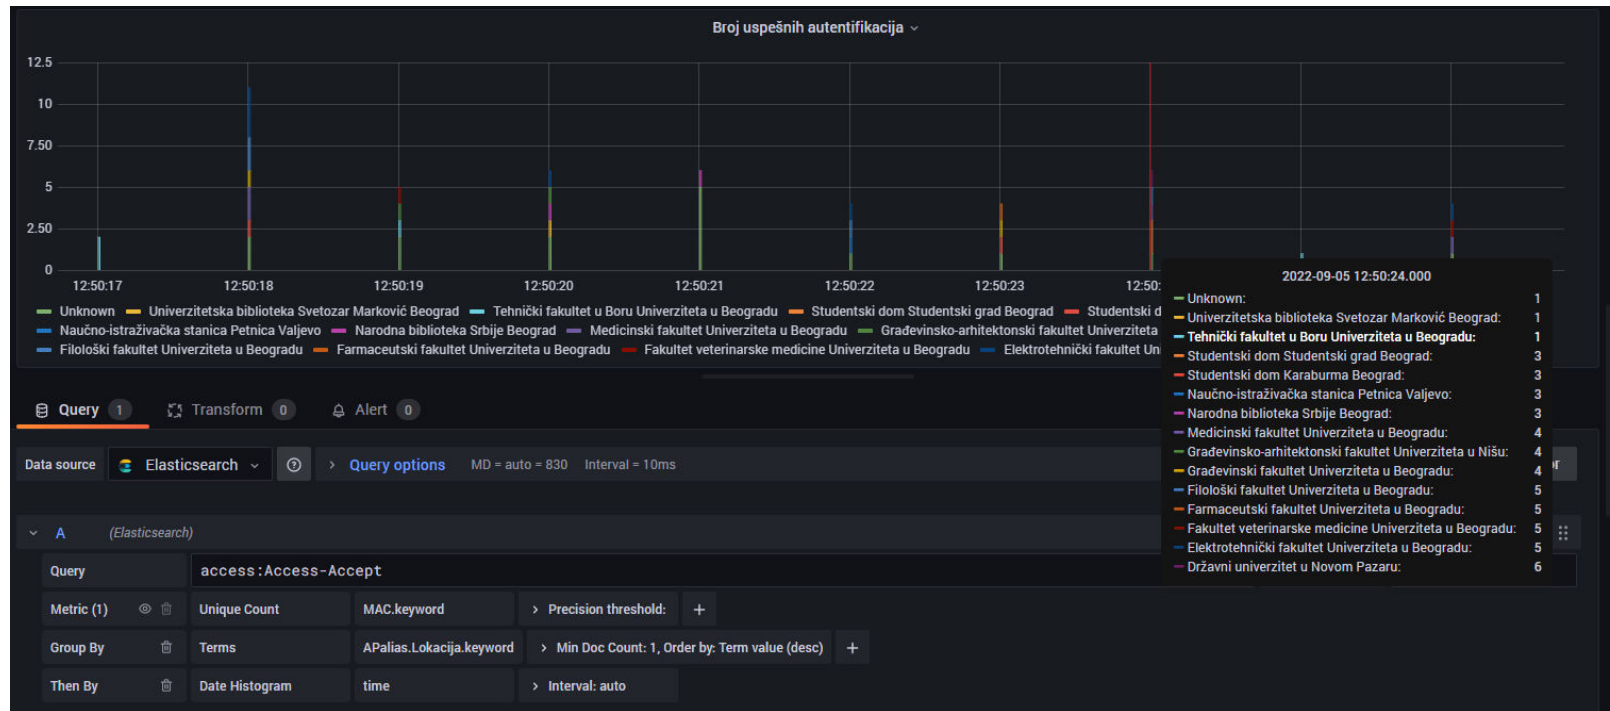 Broj uspešnih autentifikacija
12.5
10
7.50
5
2.50
0
12:50:17 12:50:18 12:50:19 12:50:20 12:50:21 12:50:22 12:50:23 12:50:
Unknown Univerzitetska biblioteka Svetozar Marković Beograd Tehnički fakultet u Boru Univerziteta u Beogradu Studentski dom Studentski grad Beograd Studentski d
Naučno-istraživačka stanica Petnica Valjevo Narodna biblioteka Srbije Beograd Medicinski fakultet Univerziteta u Beogradu Građevinsko-arhitektonski fakultet Univerziteta
Filološki fakultet Univerziteta u Beogradu Farmaceutski fakultet Univerziteta u Beogradu Fakultet veterinarske medicine Univerziteta u Beogradu Elektrotehnički fakultet Un
2022-09-05 12:50:24.000
Unknown: 1
Univerzitetska biblioteka Svetozar Marković Beograd: 1
Tehnički fakultet u Boru Univerziteta u Beogradu: 1
Studentski dom Studentski grad Beograd: 3
Studentski dom Karaburma Beograd: 3
Naučno-istraživačka stanica Petnica Valjevo: 3
Narodna biblioteka Srbije Beograd: 3
Medicinski fakultet Univerziteta u Beogradu: 4
Građevinsko-arhitektonski fakultet Univerziteta u Nišu: 4
Građevinski fakultet Univerziteta u Beogradu: 4
Filološki fakultet Univerziteta u Beogradu: 5
Farmaceutski fakultet Univerziteta u Beogradu: 5
Fakultet veterinarske medicine Univerziteta u Beogradu: 5
Elektrotehnički fakultet Univerziteta u Beogradu: 5
Državni univerzitet u Novom Pazaru: 6
Query 1 Transform 0 Alert 0
Data source Elasticsearch Query options MD = auto = 830 Interval = 10ms
A (Elasticsearch)
Query access:Access-Accept
Metric (1) Unique Count MAC.keyword Precision threshold: +
Group By Terms APalias.Lokacija.keyword Min Doc Count: 1, Order by: Term value (desc) +
Then By Date Histogram time Interval: auto